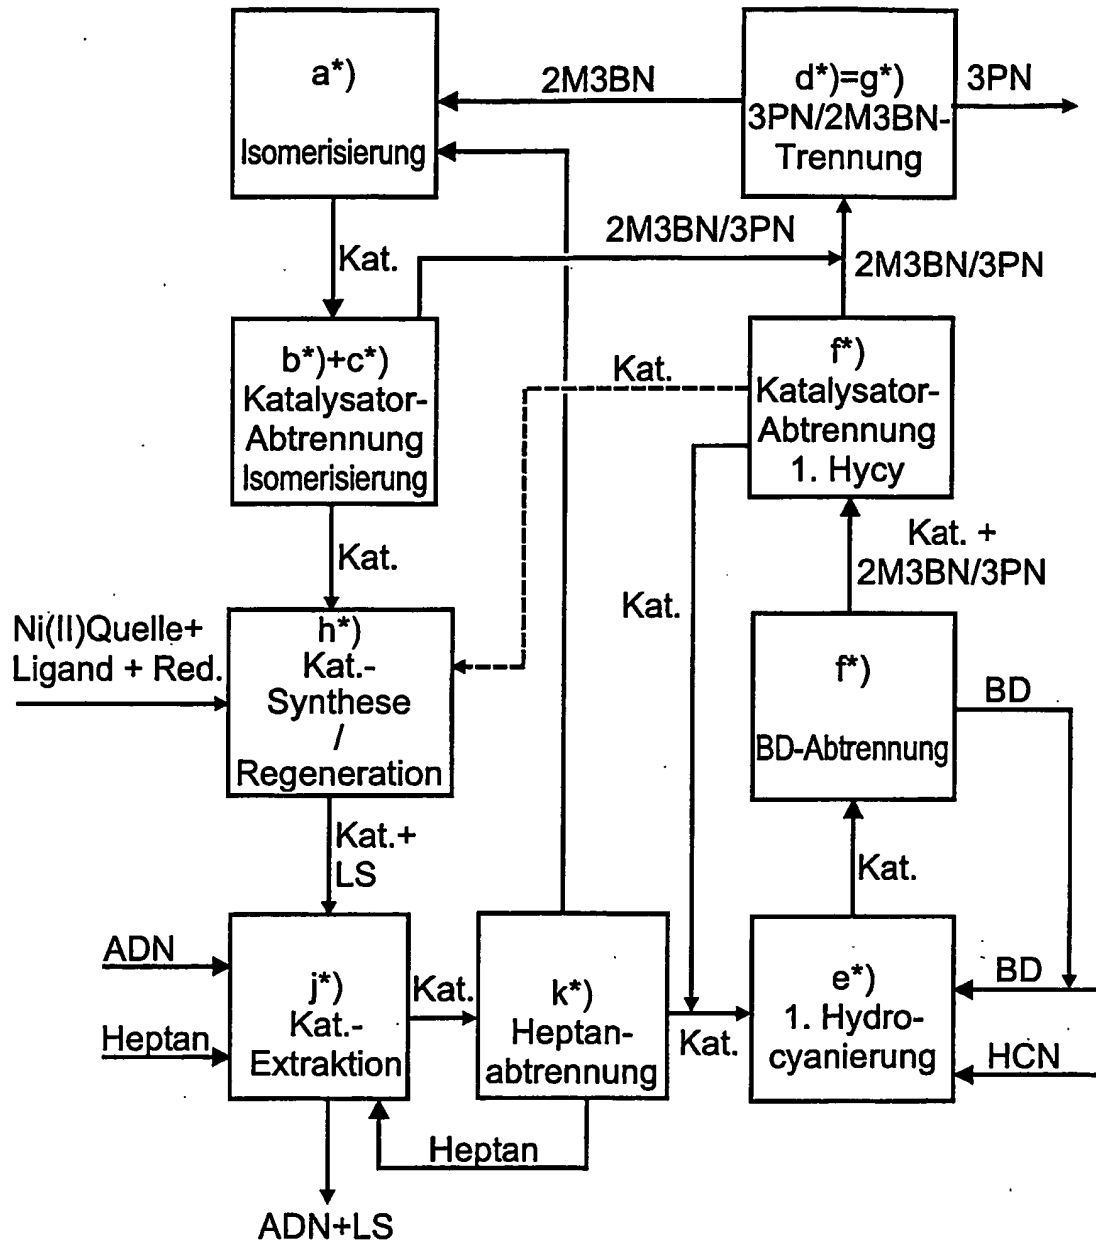 a*)
Isomerisierung
2M3BN
d*)=g*)
3PN/2M3BN-
Trennung
3PN
Kat.
2M3BN/3PN
2M3BN/3PN
b*)+c*)
Katalysator-
Abtrennung
Isomerisierung
Kat.
f*)
Katalysator-
Abtrennung
1. Hycy
Kat.
Kat. +
2M3BN/3PN
Kat.
Ni(II)Quelle+
Ligand + Red.
h*)
Kat.-
Synthese
/
Regeneration
f*)
BD-Abtrennung
BD
Kat.+
LS
Kat.
ADN
Heptan
j*)
Kat.-
Extraktion
Kat.
k*)
Heptan-
abtrennung
Kat.
e*)
1. Hydro-
cyanierung
BD
HCN
Heptan
ADN+LS